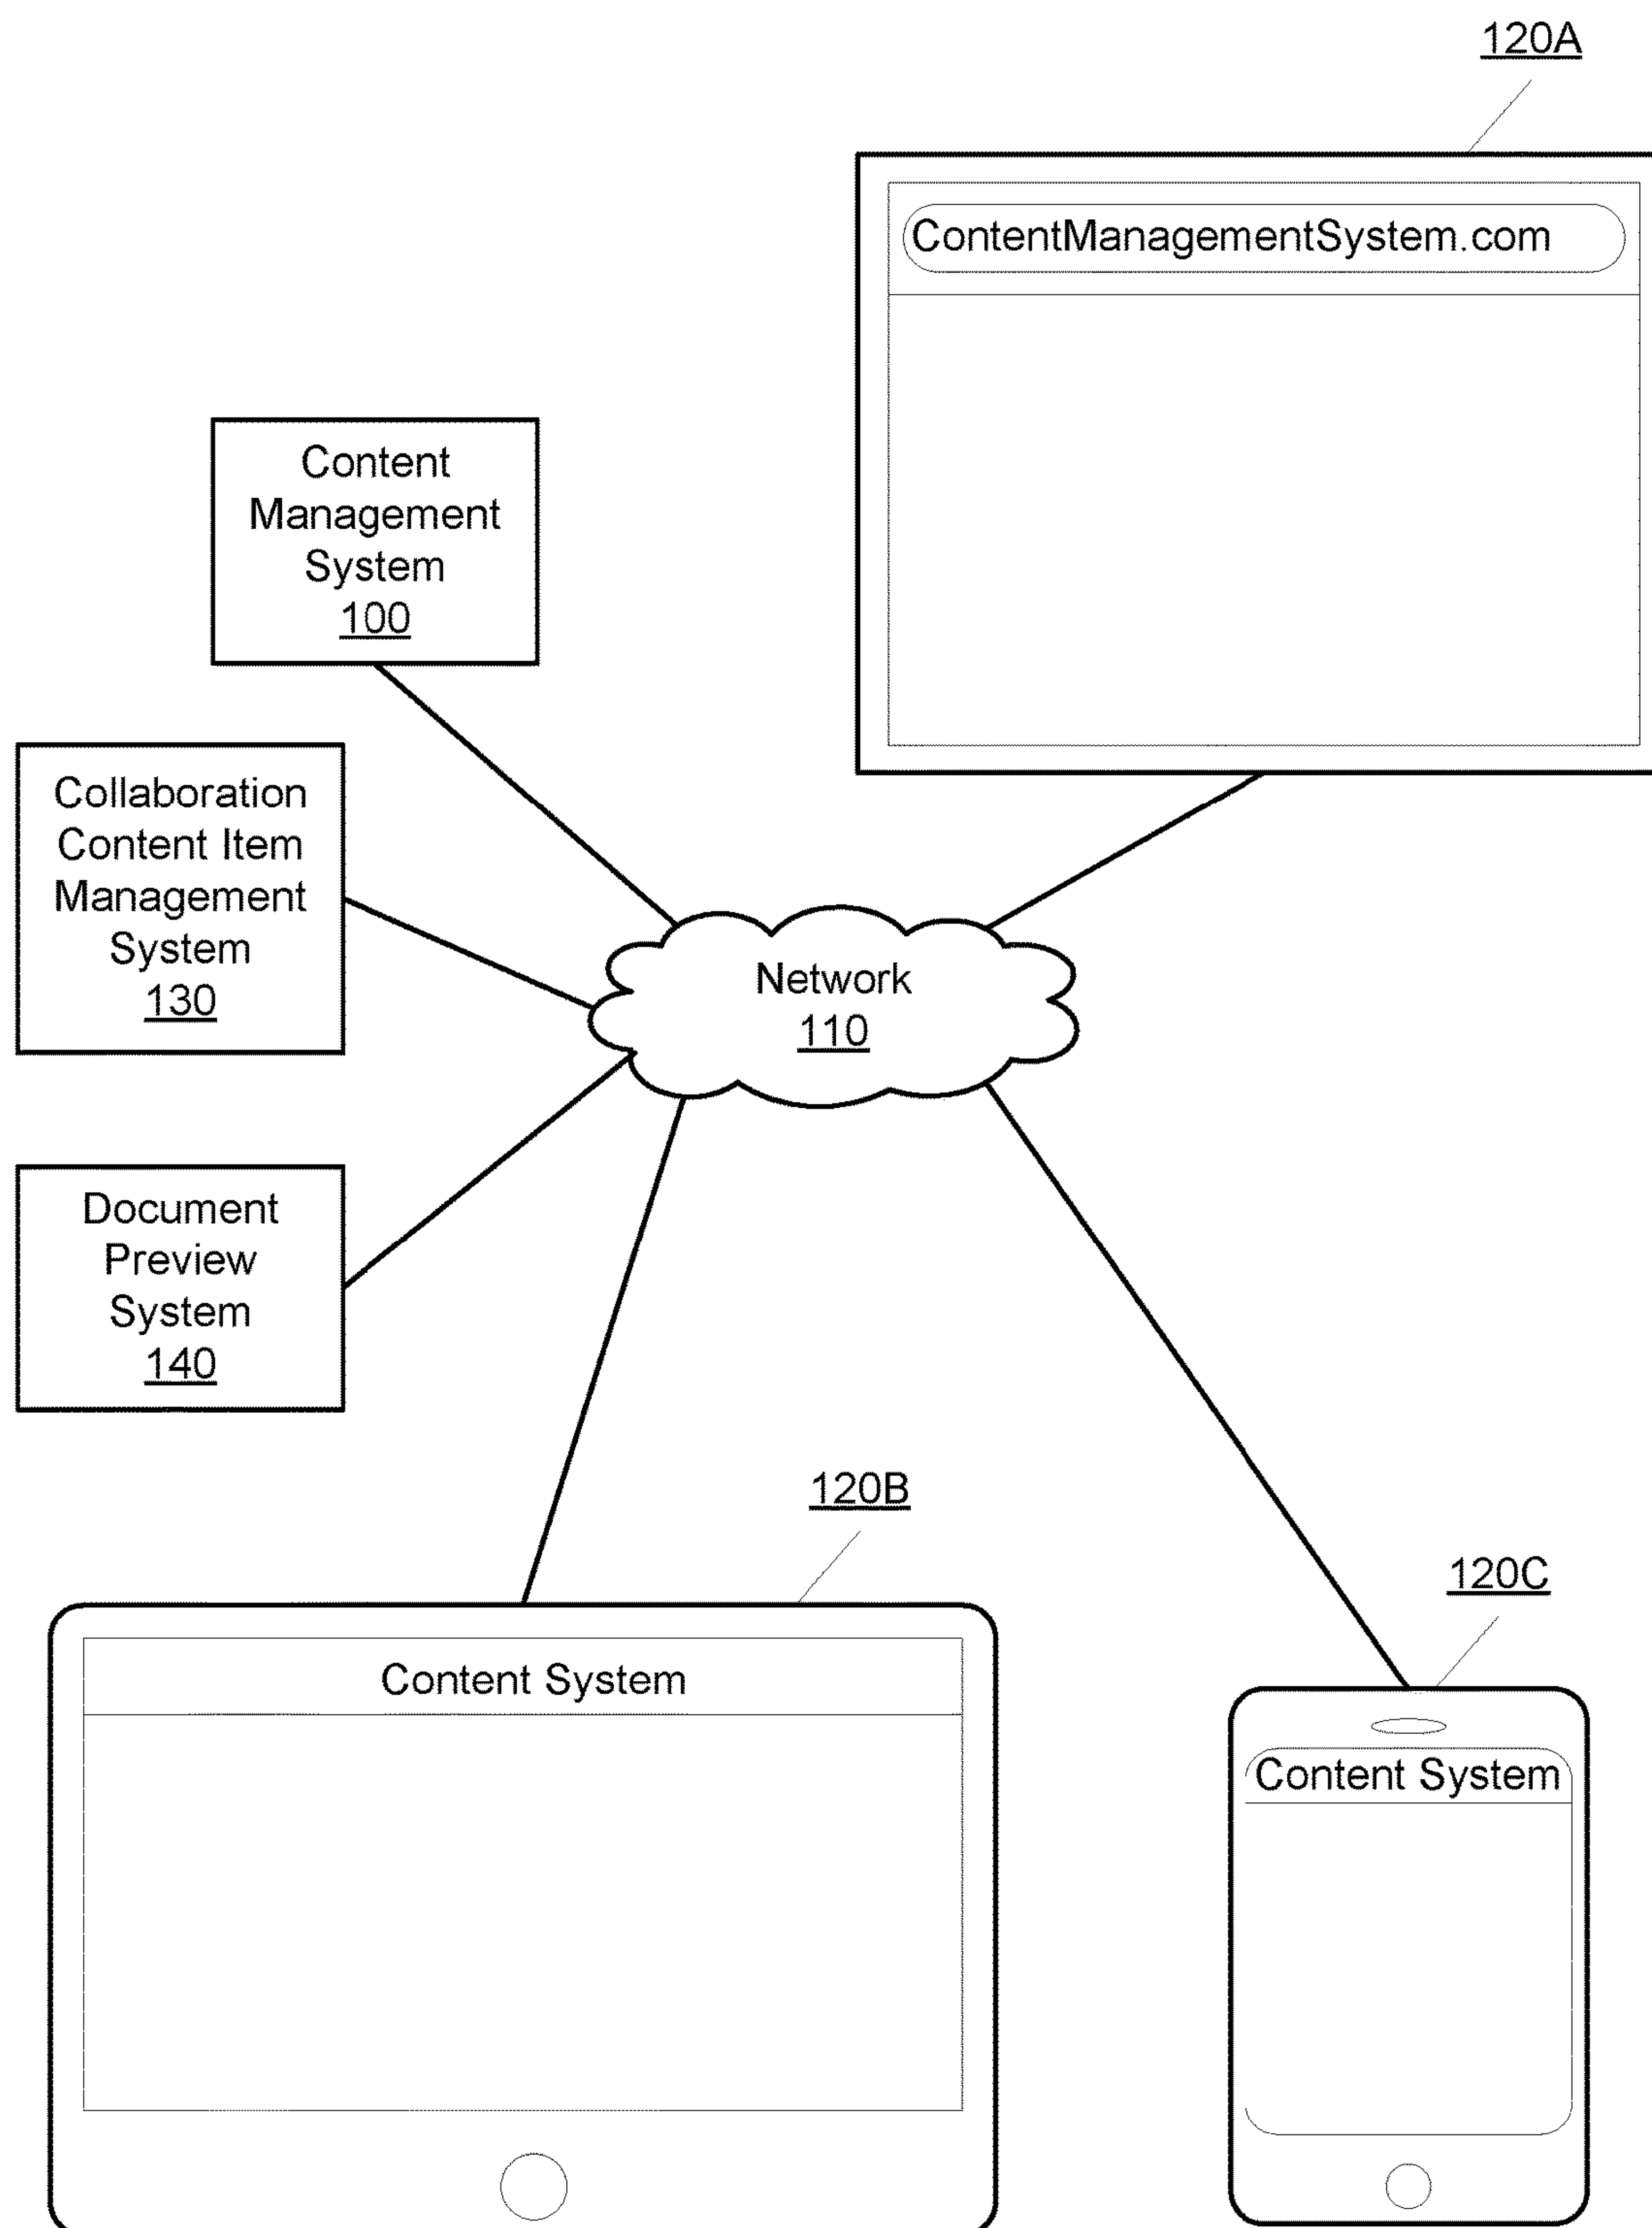 120A
ContentManagementSystem.com
Content
Management
System
100
Collaboration
Content Item
Management
System
130
Network
110
Document
Preview
System
140
120B
Content System
120C
Content System